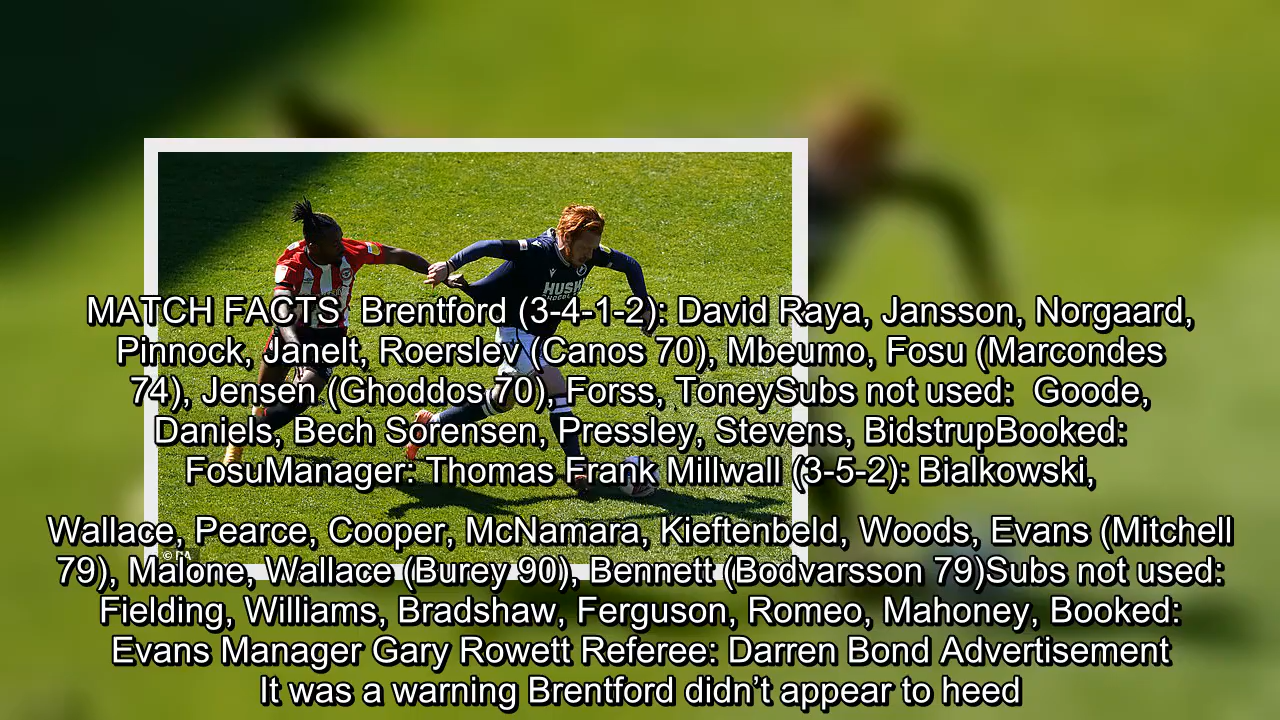 HUSK
MATCH FACTS  Brentford (3-4-1-2): David Raya, Jansson, Norgaard,
Pinnock, Janelt, Roerslev (Canos 70), Mbeumo, Fosu (Marcondes
74), Jensen (Ghoddos 70), Forss, ToneySubs not used:  Goode,
Daniels, Bech Sorensen, Pressley, Stevens, BidstrupBooked:
FosuManager: Thomas Frank Millwall (3-5-2): Bialkowski,
Wallace, Pearce, Cooper, McNamara, Kieftenbeld, Woods, Evans (Mitchell
© PA
79), Malone, Wallace (Burey 90), Bennett (Bodvarsson 79)Subs not used:
Fielding, Williams, Bradshaw, Ferguson, Romeo, Mahoney, Booked:
Evans Manager Gary Rowett Referee: Darren Bond Advertisement
It was a warning Brentford didn’t appear to heed